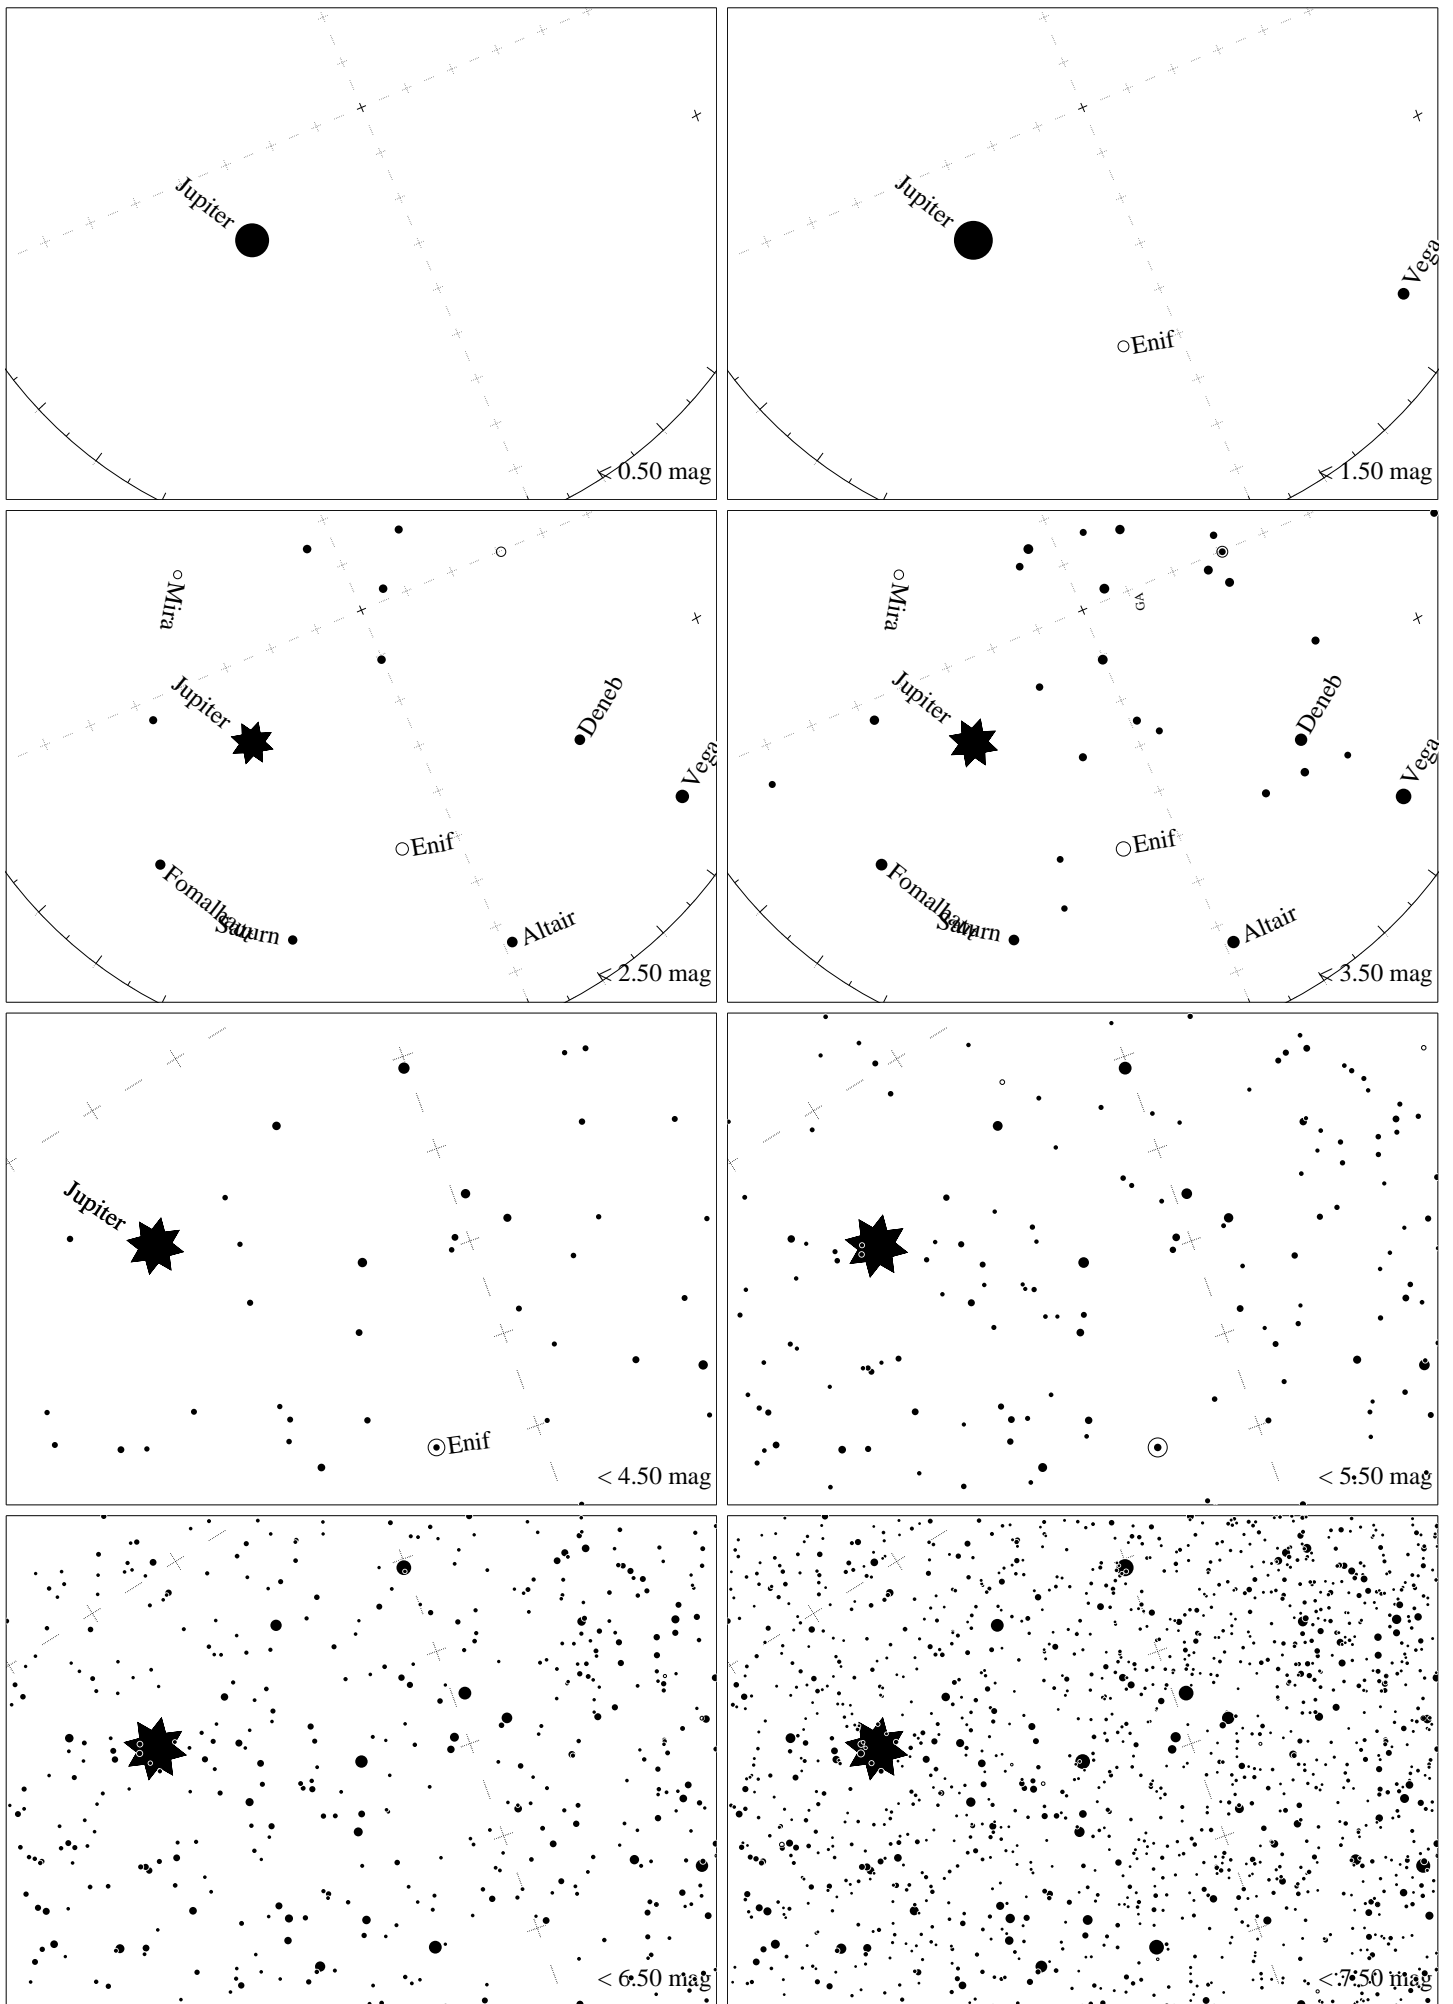 Jupiter
< 0.50 mag
Jupiter
Vega
Enif
< 1.50 mag
Mira
Jupiter
Deneb
Vega
Enif
Fomalhaut
Saturn
Altair
< 2.50 mag
Mira
GA
Jupiter
Deneb
Vega
Enif
Fomalhaut
Saturn
Altair
< 3.50 mag
Jupiter
Enif
< 4.50 mag
< 5.50 mag
< 6.50 mag
< 7.50 mag